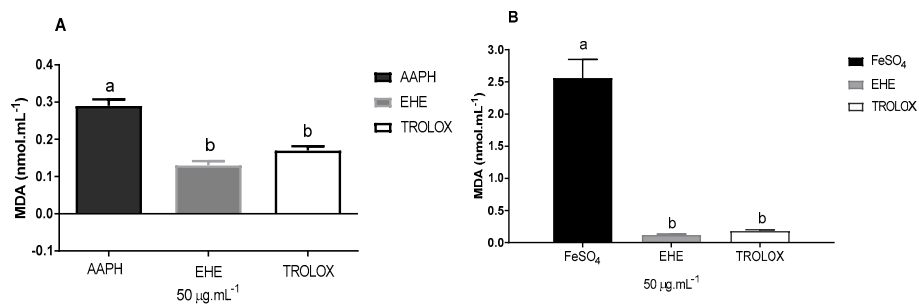 A
MDA (nmol.mL⁻¹)
0.4
0.3
0.2
0.1
0.0
-0.1
a
b
b
AAPH
EHE
TROLOX
50 µg.mL⁻¹
AAPH
EHE
TROLOX
B
MDA (nmol.mL⁻¹)
3.0
2.5
2.0
1.5
1.0
0.5
0.0
a
b
b
FeSO₄
EHE
TROLOX
50 µg.mL⁻¹
FeSO₄
EHE
TROLOX